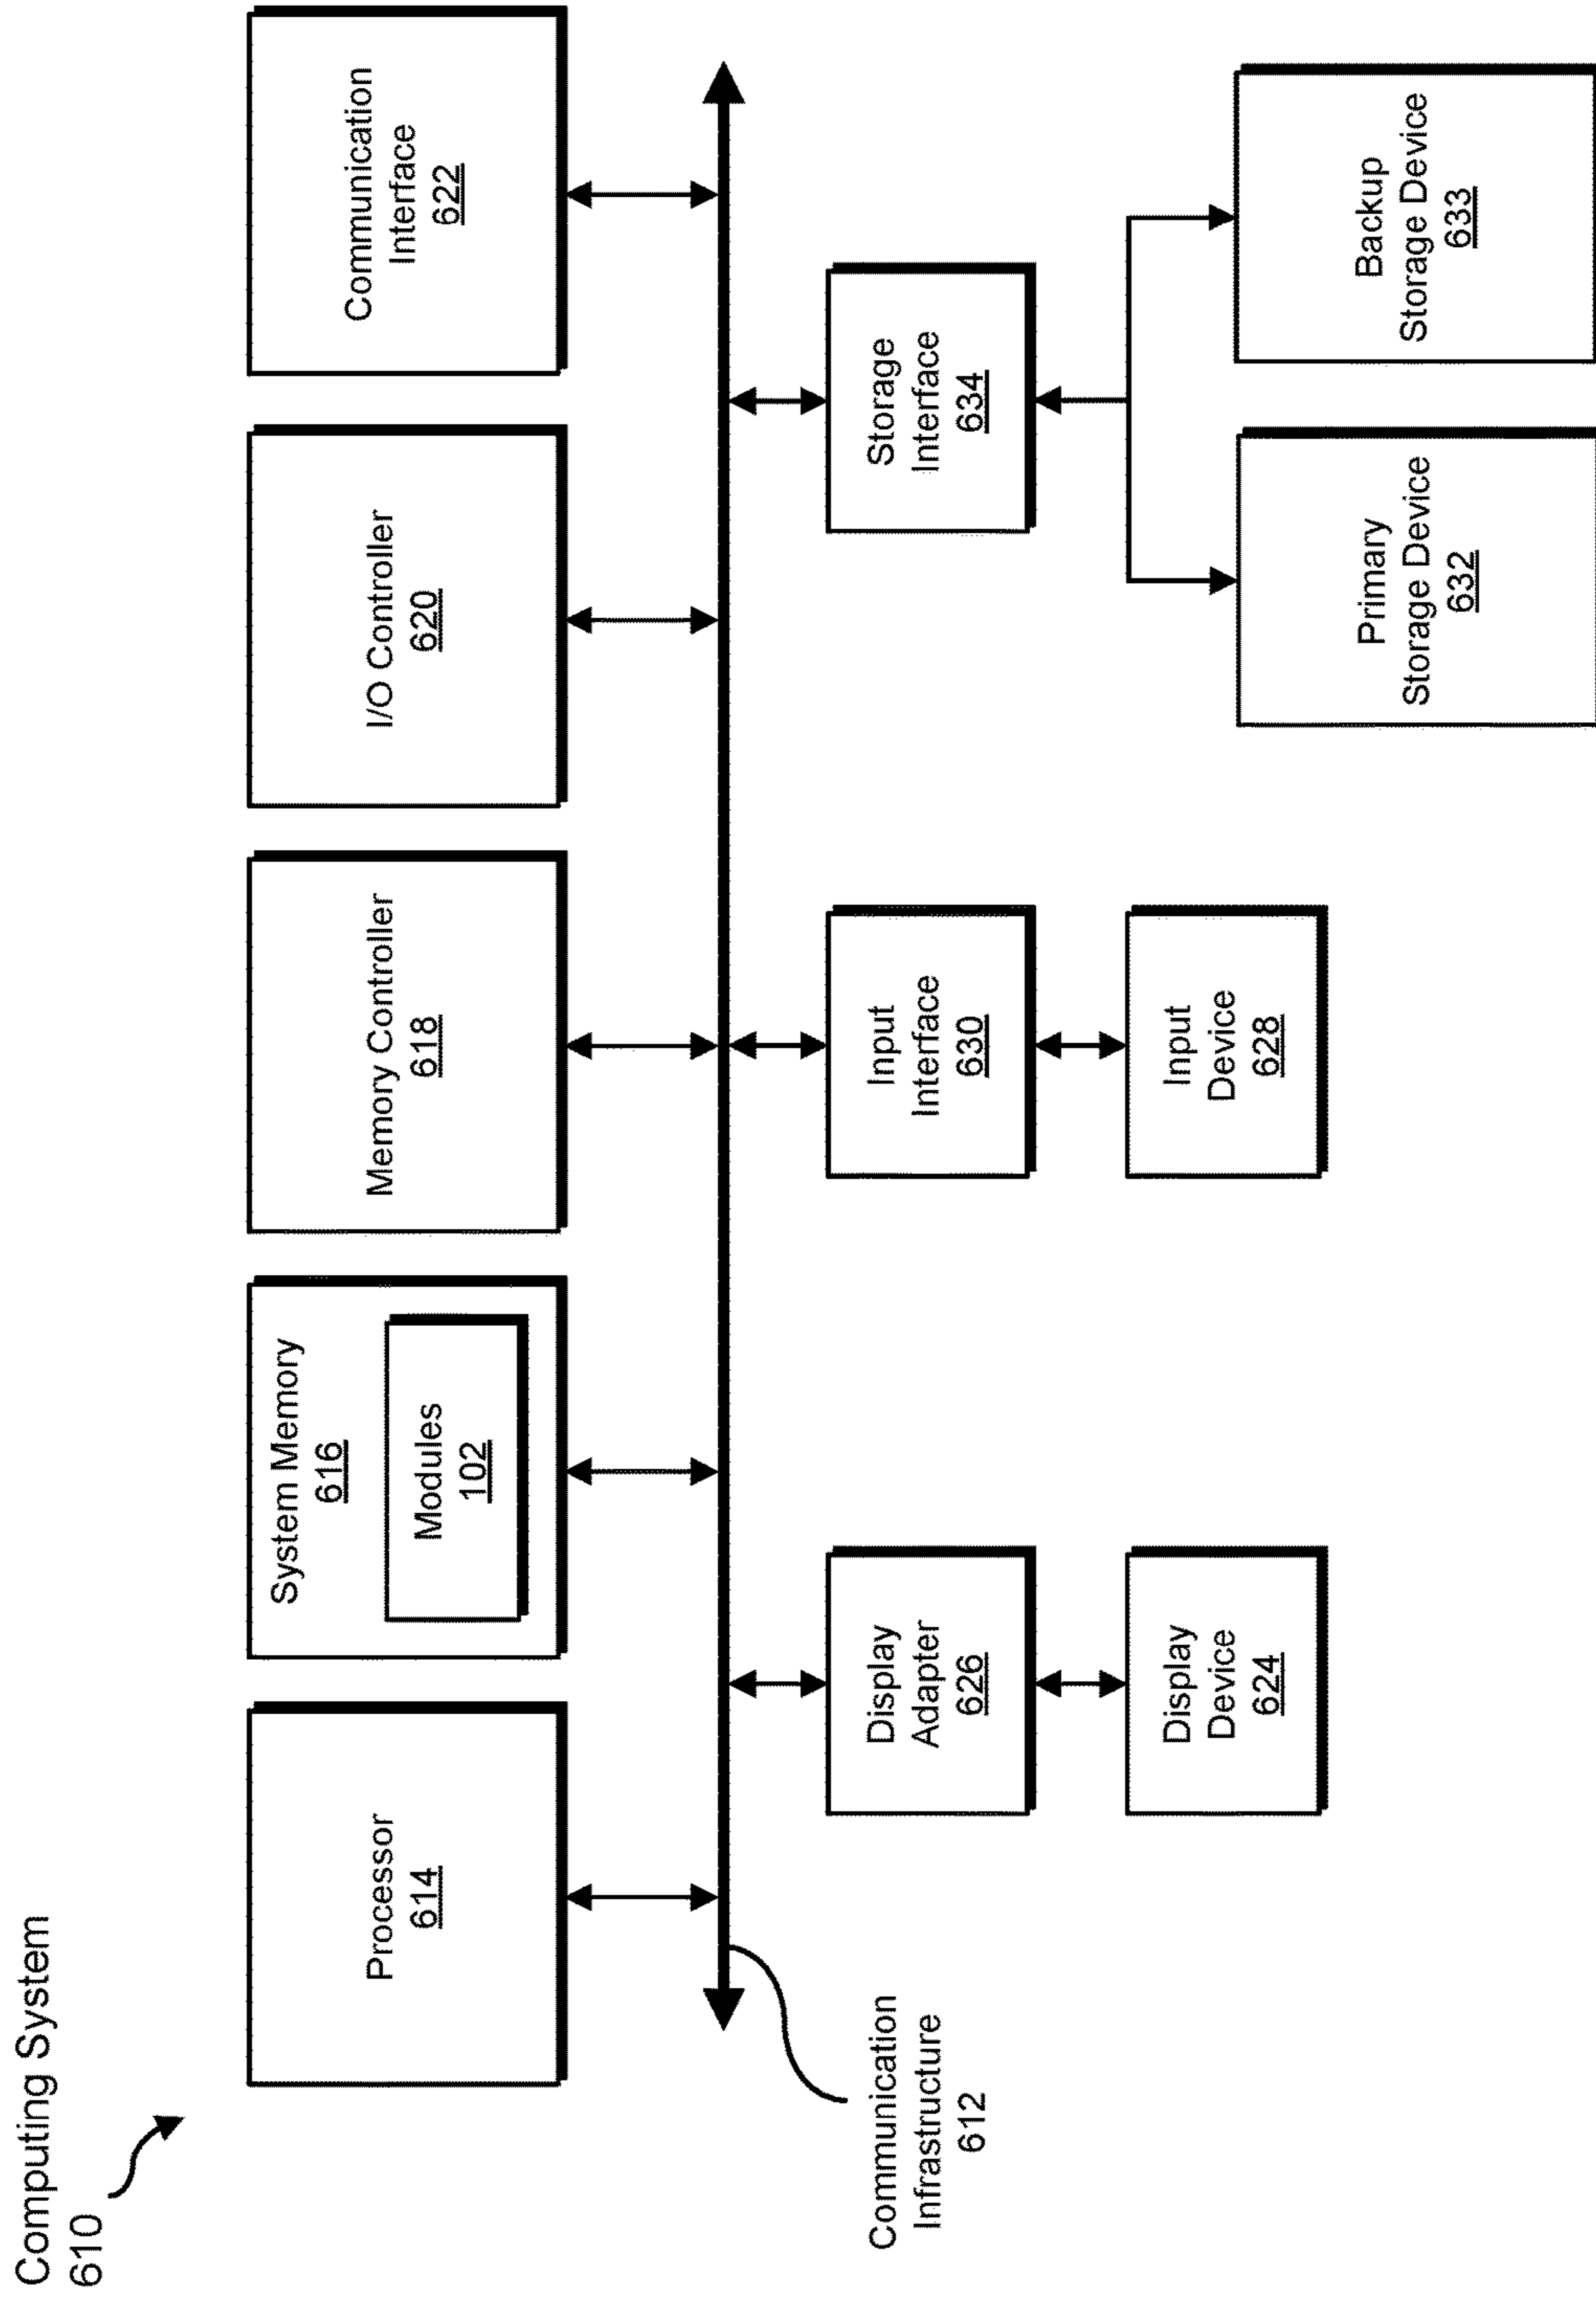 Computing System
610
Processor
614
System Memory
616
Modules
102
Memory Controller
618
I/O Controller
620
Communication
Interface
622
Communication
Infrastructure
612
Display
Adapter
626
Input
Interface
630
Storage
Interface
634
Display
Device
624
Input
Device
628
Primary
Storage Device
632
Backup
Storage Device
633